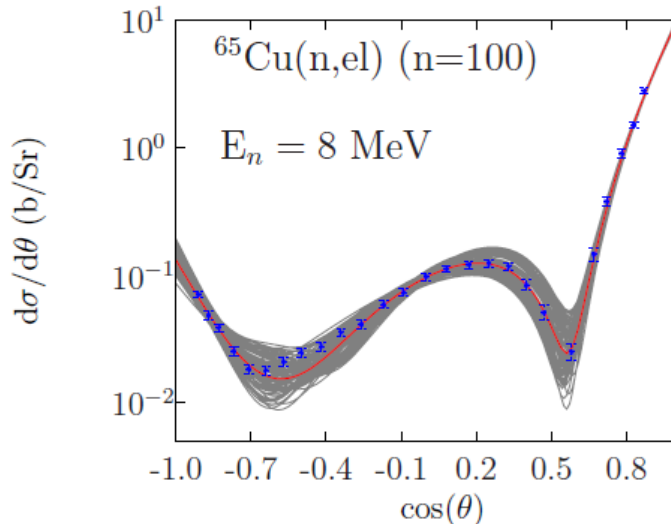 10¹
⁶⁵Cu(n,el) (n=100)
10⁰
Eₙ = 8 MeV
dσ/dθ (b/Sr)
10⁻¹
10⁻²
-1.0 -0.7 -0.4 -0.1 0.2 0.5 0.8
cos(θ)